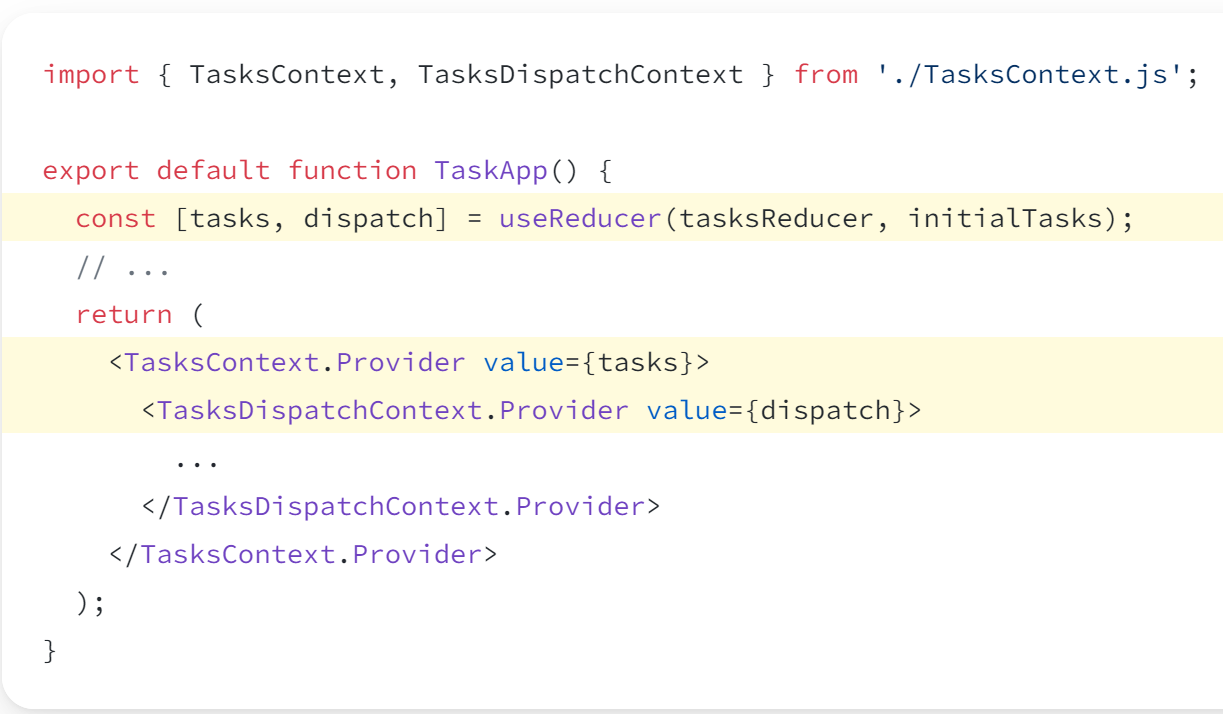 import { TasksContext, TasksDispatchContext } from './TasksContext.js';

export default function TaskApp() {
  const [tasks, dispatch] = useReducer(tasksReducer, initialTasks);
  // ...
  return (
    <TasksContext.Provider value={tasks}>
      <TasksDispatchContext.Provider value={dispatch}>
        ...
      </TasksDispatchContext.Provider>
    </TasksContext.Provider>
  );
}